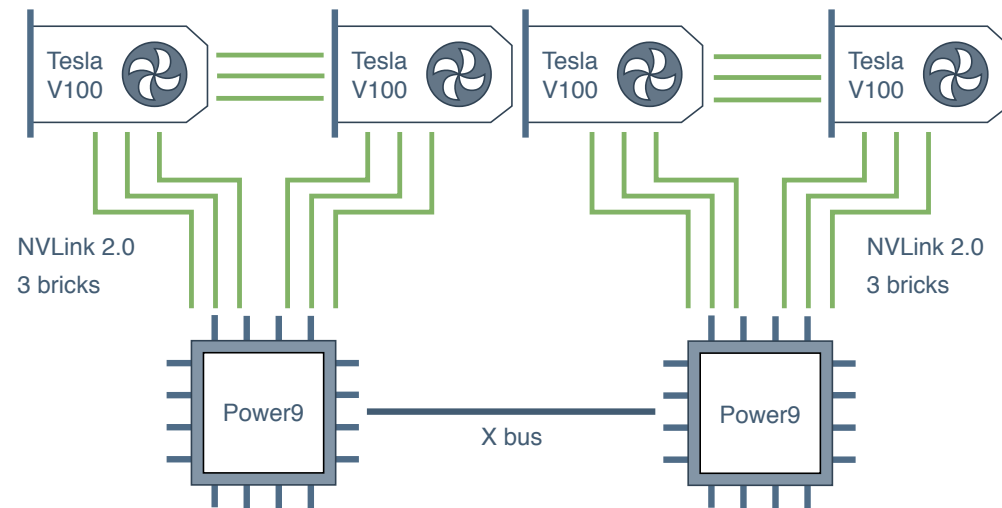 Tesla
V100
Tesla
V100
Tesla
V100
Tesla
V100
NVLink 2.0
3 bricks
NVLink 2.0
3 bricks
Power9
X bus
Power9